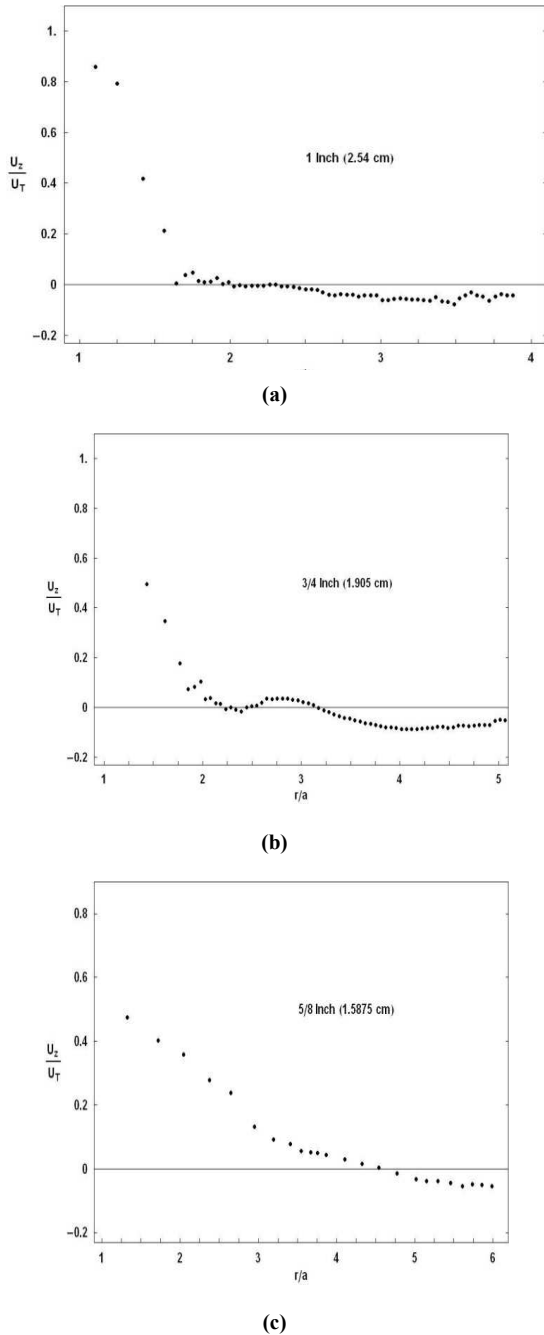 1.
0.8
0.6
U_z
U_T
0.4
1 Inch (2.54 cm)
0.2
0
−0.2
1 2 3 4
(a)
1.
0.8
0.6
U_z
U_T
0.4
3/4 Inch (1.905 cm)
0.2
0
−0.2
1 2 3 4 5
r/a
(b)
0.8
0.6
5/8 Inch (1.5875 cm)
U_z
U_T
0.4
0.2
0
−0.2
1 2 3 4 5 6
r/a
(c)